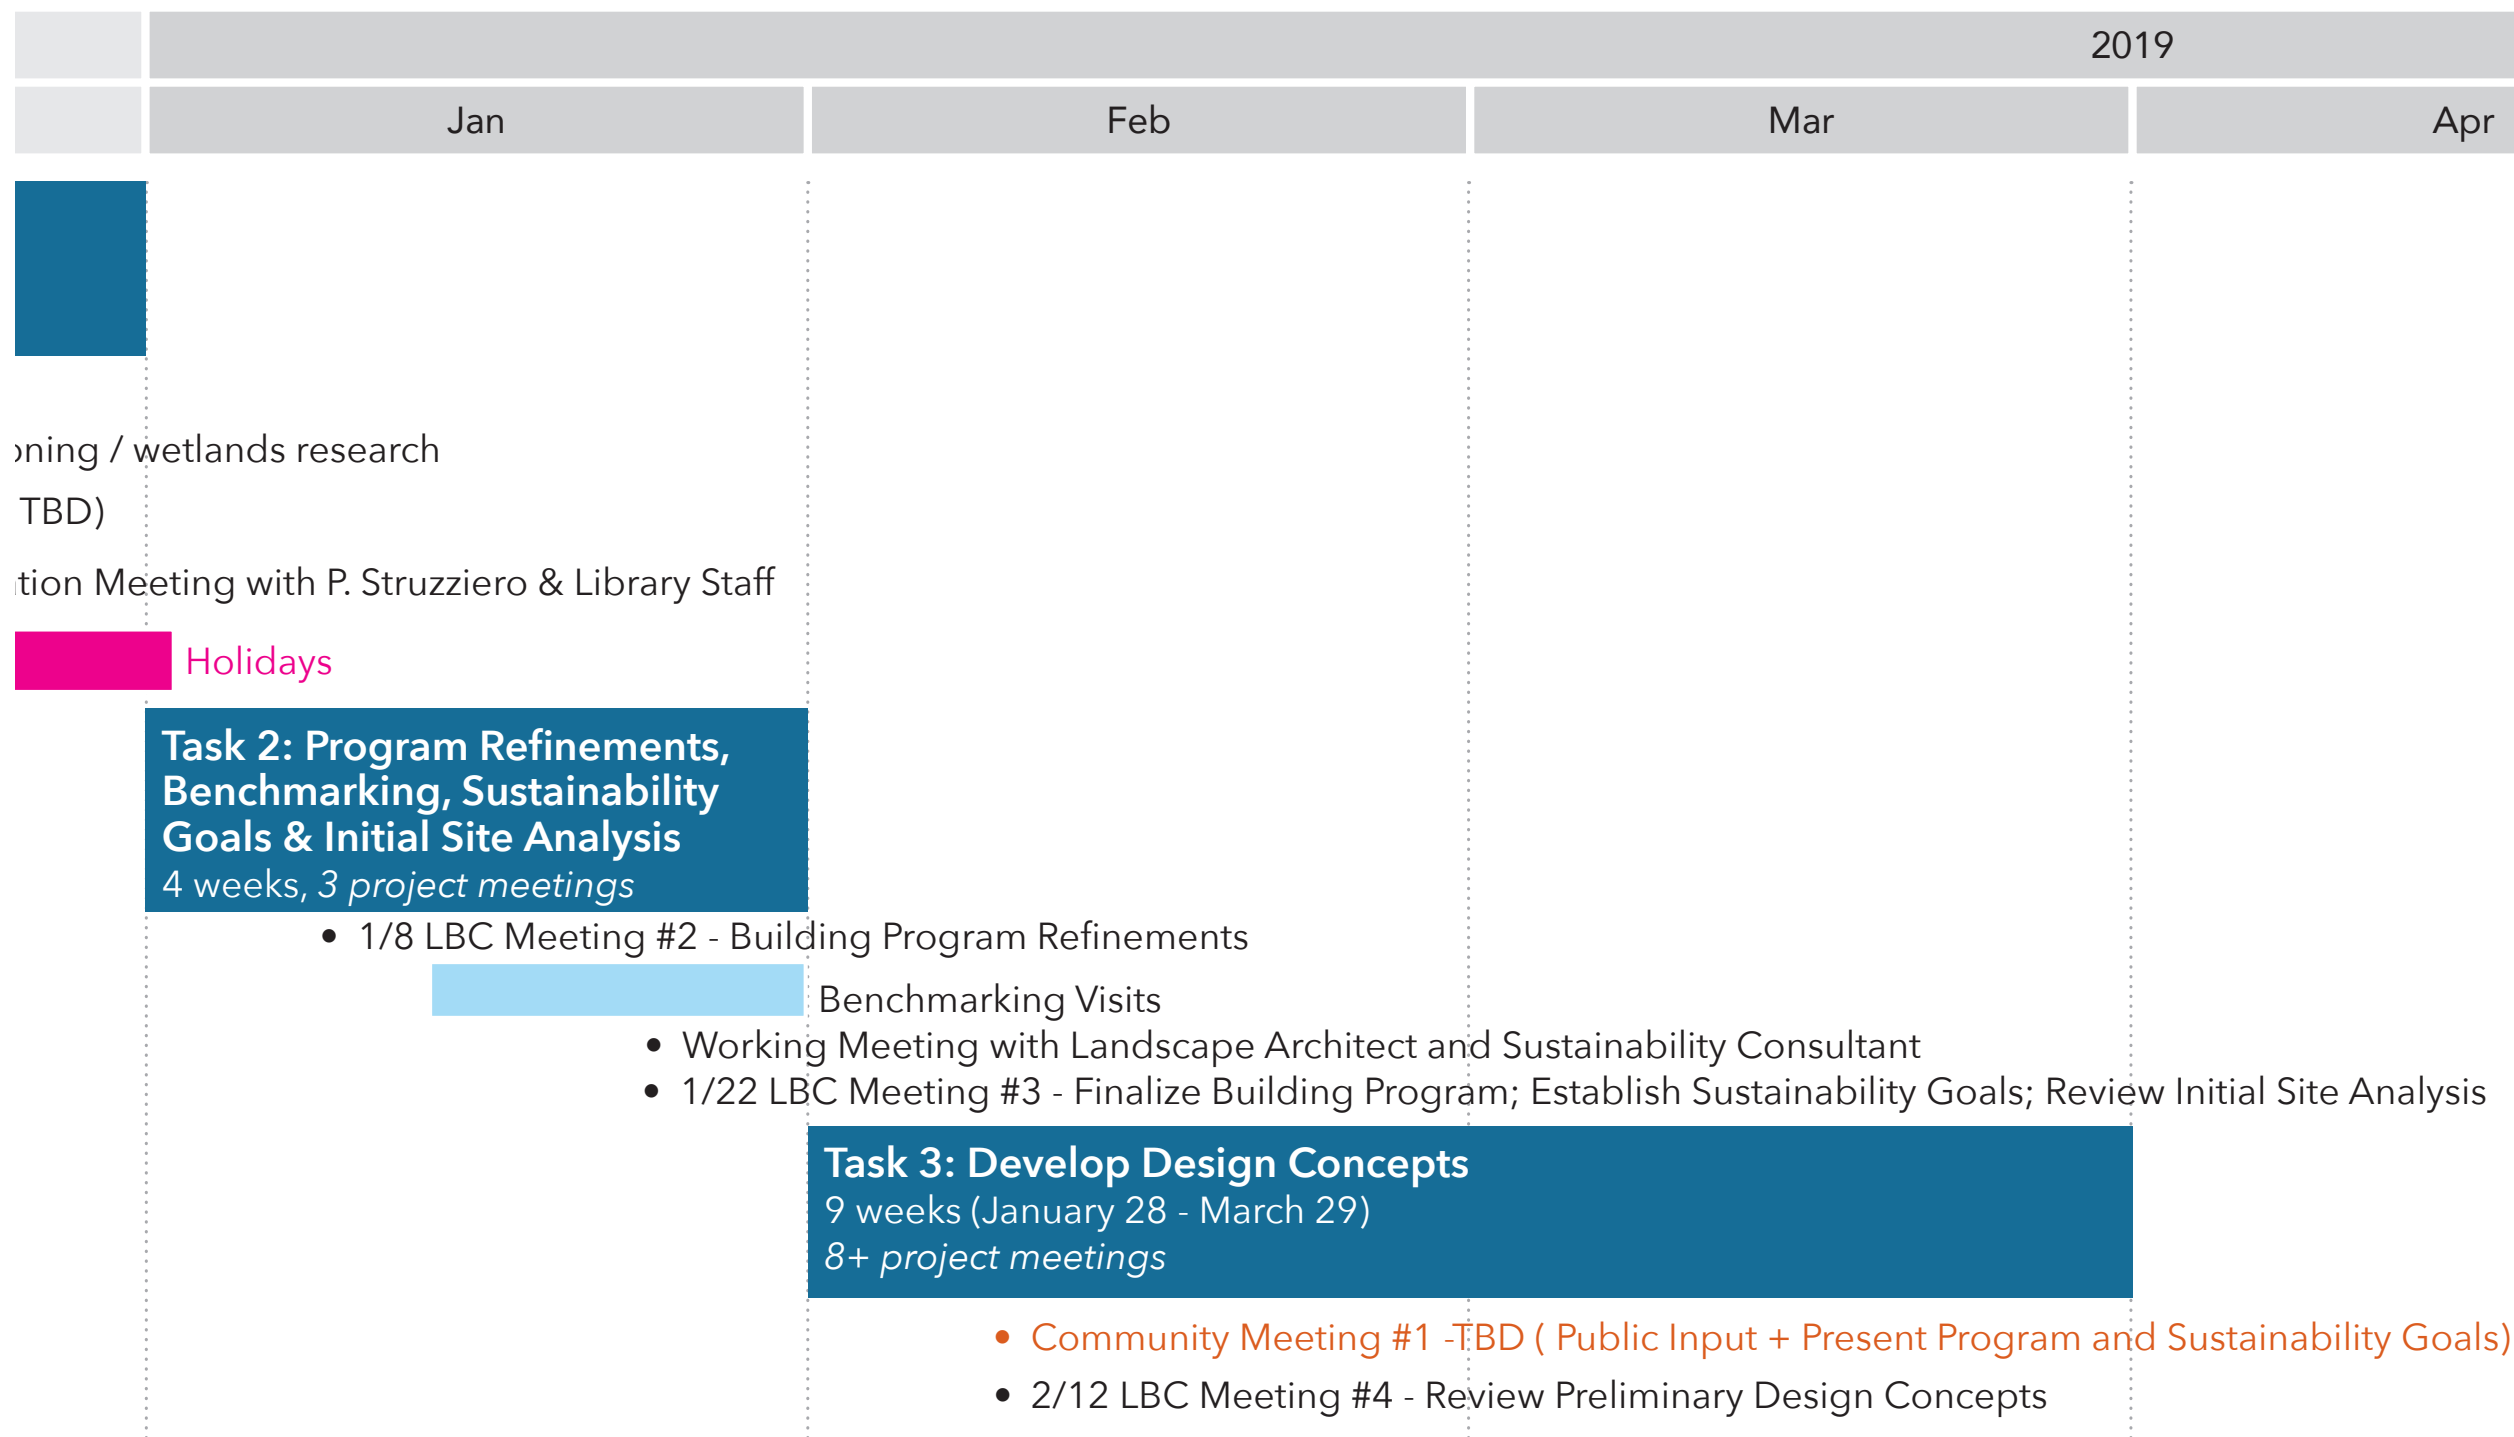 2019
Jan Feb Mar Apr
/ wetlands research
TBD)
Meeting with P. Struzziero & Library Staff
Holidays
Task 2: Program Refinements,
Benchmarking, Sustainability
Goals & Initial Site Analysis
4 weeks, 3 project meetings
• 1/8 LBC Meeting #2 - Building Program Refinements
Benchmarking Visits
• Working Meeting with Landscape Architect and Sustainability Consultant
• 1/22 LBC Meeting #3 - Finalize Building Program; Establish Sustainability Goals; Review Initial Site Analysis
Task 3: Develop Design Concepts
9 weeks (January 28 - March 29)
8+ project meetings
• Community Meeting #1 -TBD ( Public Input + Present Program and Sustainability Goals)
• 2/12 LBC Meeting #4 - Review Preliminary Design Concepts